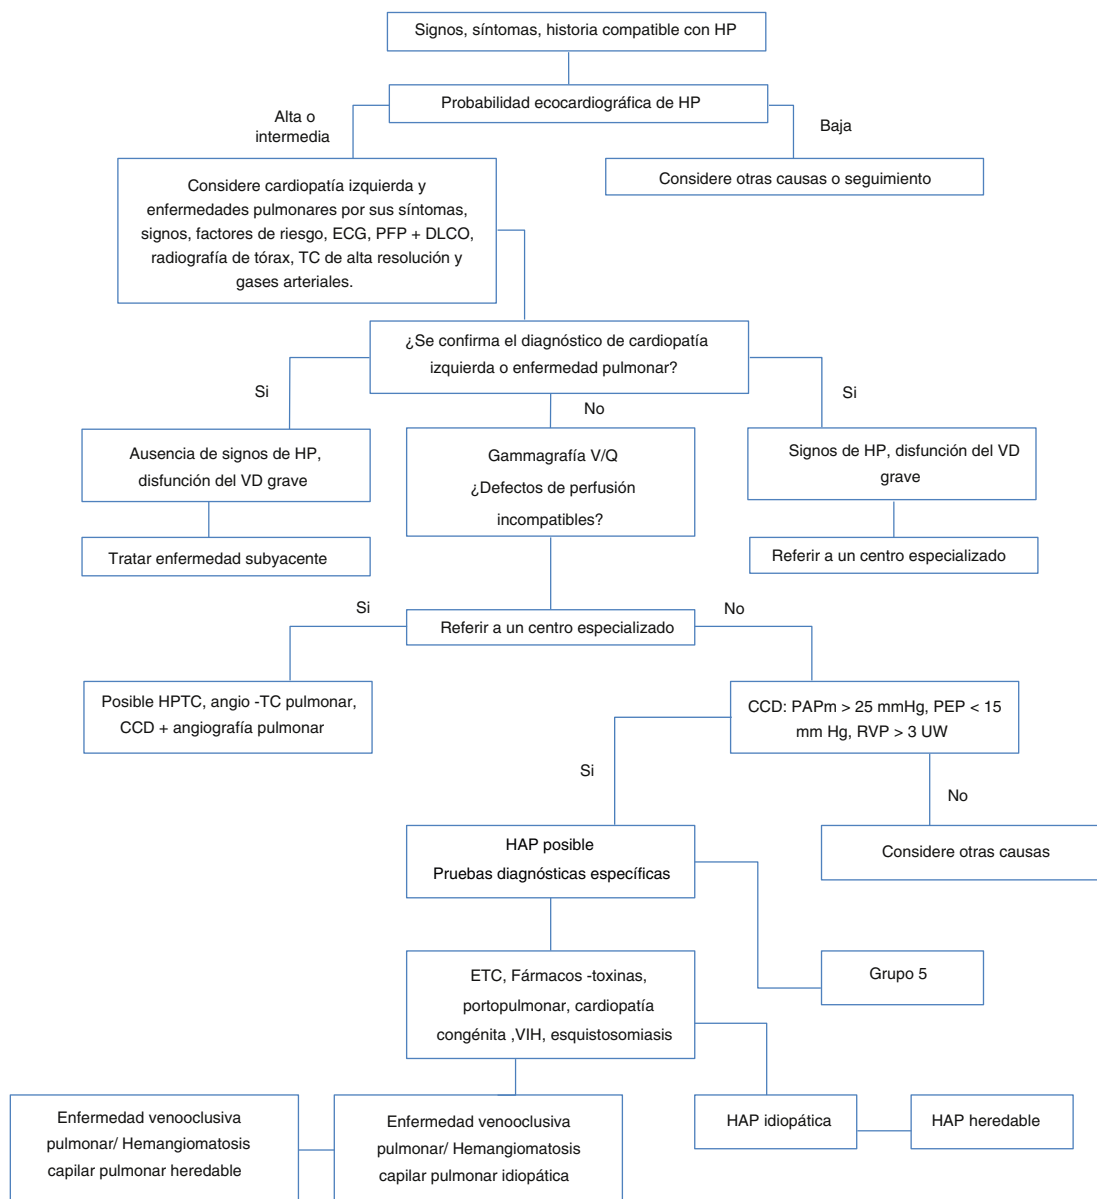 Signos, síntomas, historia compatible con HP
Probabilidad ecocardiográfica de HP
Alta o
intermedia
Baja
Considere cardiopatía izquierda y
enfermedades pulmonares por sus síntomas,
signos, factores de riesgo, ECG, PFP + DLCO,
radiografía de tórax, TC de alta resolución y
gases arteriales.
Considere otras causas o seguimiento
¿Se confirma el diagnóstico de cardiopatía
izquierda o enfermedad pulmonar?
Si
No
Si
Ausencia de signos de HP,
disfunción del VD grave
Gammagrafía V/Q
¿Defectos de perfusión
incompatibles?
Signos de HP, disfunción del VD
grave
Tratar enfermedad subyacente
Referir a un centro especializado
Si
Referir a un centro especializado
No
Posible HPTC, angio -TC pulmonar,
CCD + angiografía pulmonar
CCD: PAPm > 25 mmHg, PEP < 15
mm Hg, RVP > 3 UW
Si
No
HAP posible
Pruebas diagnósticas específicas
Considere otras causas
ETC, Fármacos -toxinas,
portopulmonar, cardiopatía
congénita ,VIH, esquistosomiasis
Grupo 5
Enfermedad venooclusiva
pulmonar/ Hemangiomatosis
capilar pulmonar heredable
Enfermedad venooclusiva
pulmonar/ Hemangiomatosis
capilar pulmonar idiopática
HAP idiopática
HAP heredable